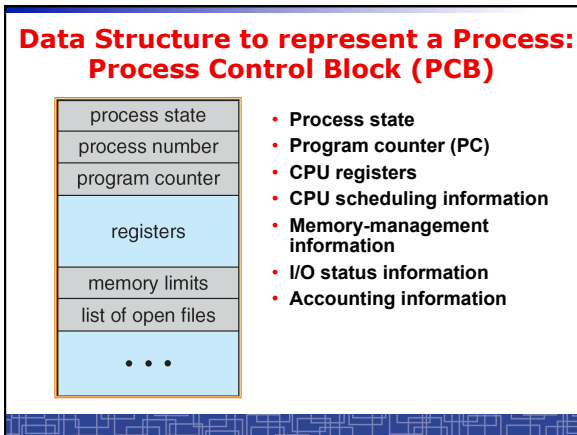 Data Structure to represent a Process:
Process Control Block (PCB)
process state
process number
program counter
registers
memory limits
list of open files
• • •
• Process state
• Program counter (PC)
• CPU registers
• CPU scheduling information
• Memory-management
information
• I/O status information
• Accounting information